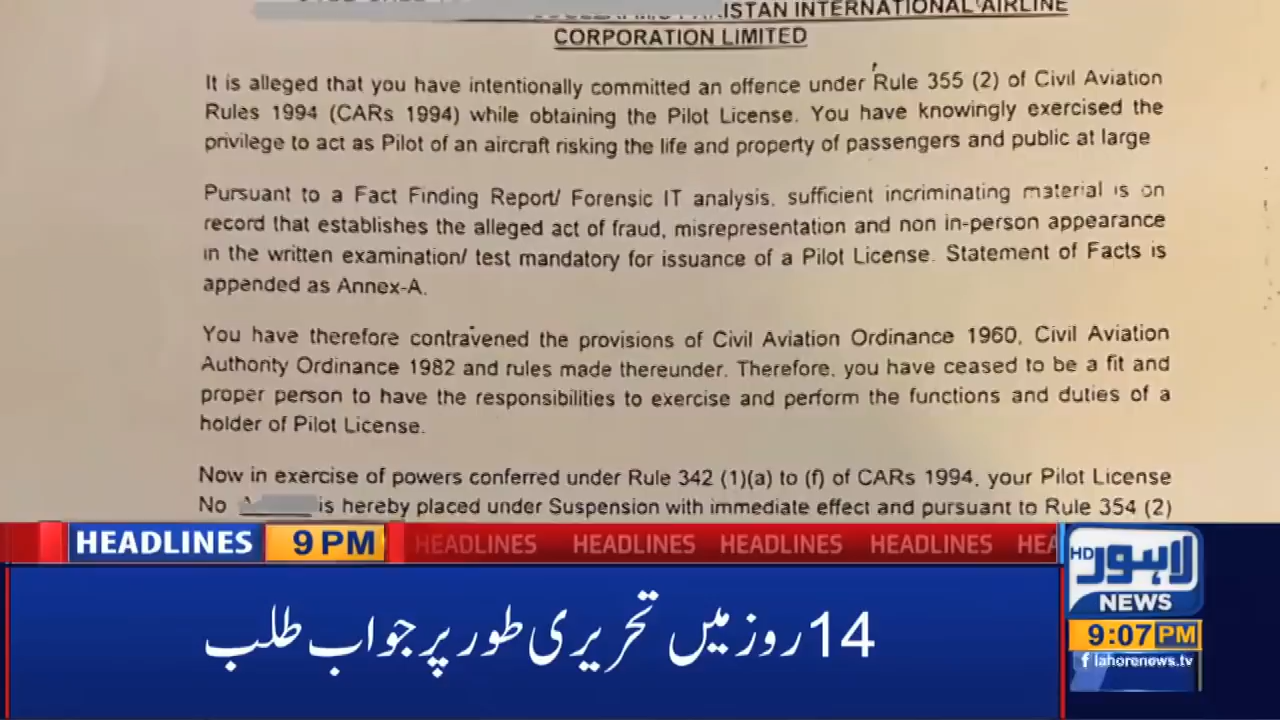 ISTAN INTERNATIONAL AIRLINE
CORPORATION LIMITED
It is alleged that you have intentionally committed an offence under Rule 355 (2) of Civil Aviation
Rules 1994 (CARs 1994) while obtaining the Pilot License. You have knowingly exercised the
privilege to act as Pilot of an aircraft risking the life and property of passengers and public at large
Pursuant to a Fact Finding Report/ Forensic IT analysis, sufficient incriminating material is on
record that establishes the alleged act of fraud, misrepresentation and non in-person appearance
in the written examination/ test mandatory for issuance of a Pilot License. Statement of Facts is
appended as Annex-A.
You have therefore contravened the provisions of Civil Aviation Ordinance 1960, Civil Aviation
Authority Ordinance 1982 and rules made thereunder. Therefore, you have ceased to be a fit and
proper person to have the responsibilities to exercise and perform the functions and duties of a
holder of Pilot License.
Now in exercise of powers conferred under Rule 342 (1)(a) to (f) of CARs 1994, your Pilot License
No is hereby placed under Suspension with immediate effect and pursuant to Rule 354 (2)
HEADLINES 9 PM HEADLINES HEADLINES HEADLINES HEADLINES HEA
14 روز میں تحریری طور پر جواب طلب
HD لاہور
NEWS
9:07 PM
f lahorenews.tv